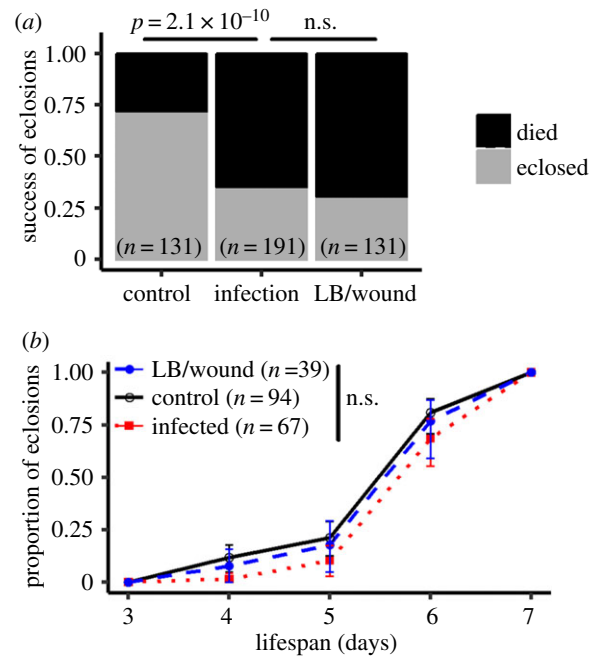 (a)
p = 2.1 × 10–10 n.s.
1.00
0.75
0.50
0.25
0
success of eclosions
(n = 131) (n = 191) (n = 131)
control infection LB/wound
died
eclosed
(b)
1.00
0.75
0.50
0.25
0
proportion of eclosions
LB/wound (n =39)
control (n = 94)
infected (n = 67)
n.s.
3 4 5 6 7
lifespan (days)